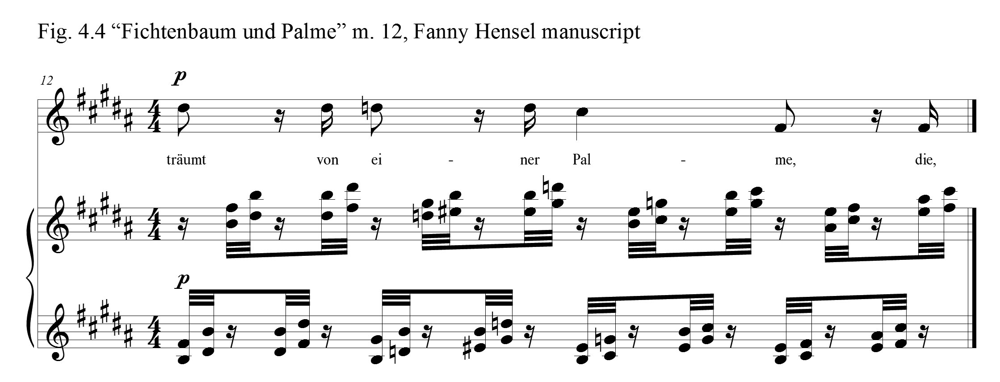 Fig. 4.4 “Fichtenbaum und Palme” m. 12, Fanny Hensel manuscript
p
12
träumt von ei - ner Pal - me, die,
p